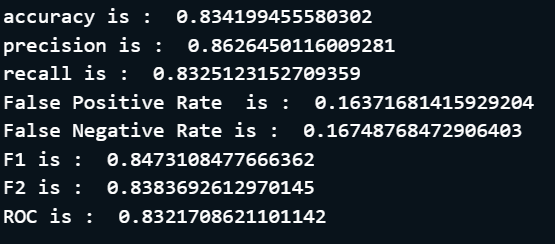 accuracy is :  0.834199455580302
precision is :  0.8626450116009281
recall is :  0.8325123152709359
False Positive Rate  is :  0.16371681415929204
False Negative Rate is :  0.16748768472906403
F1 is :  0.8473108477666362
F2 is :  0.8383692612970145
ROC is :  0.8321708621101142